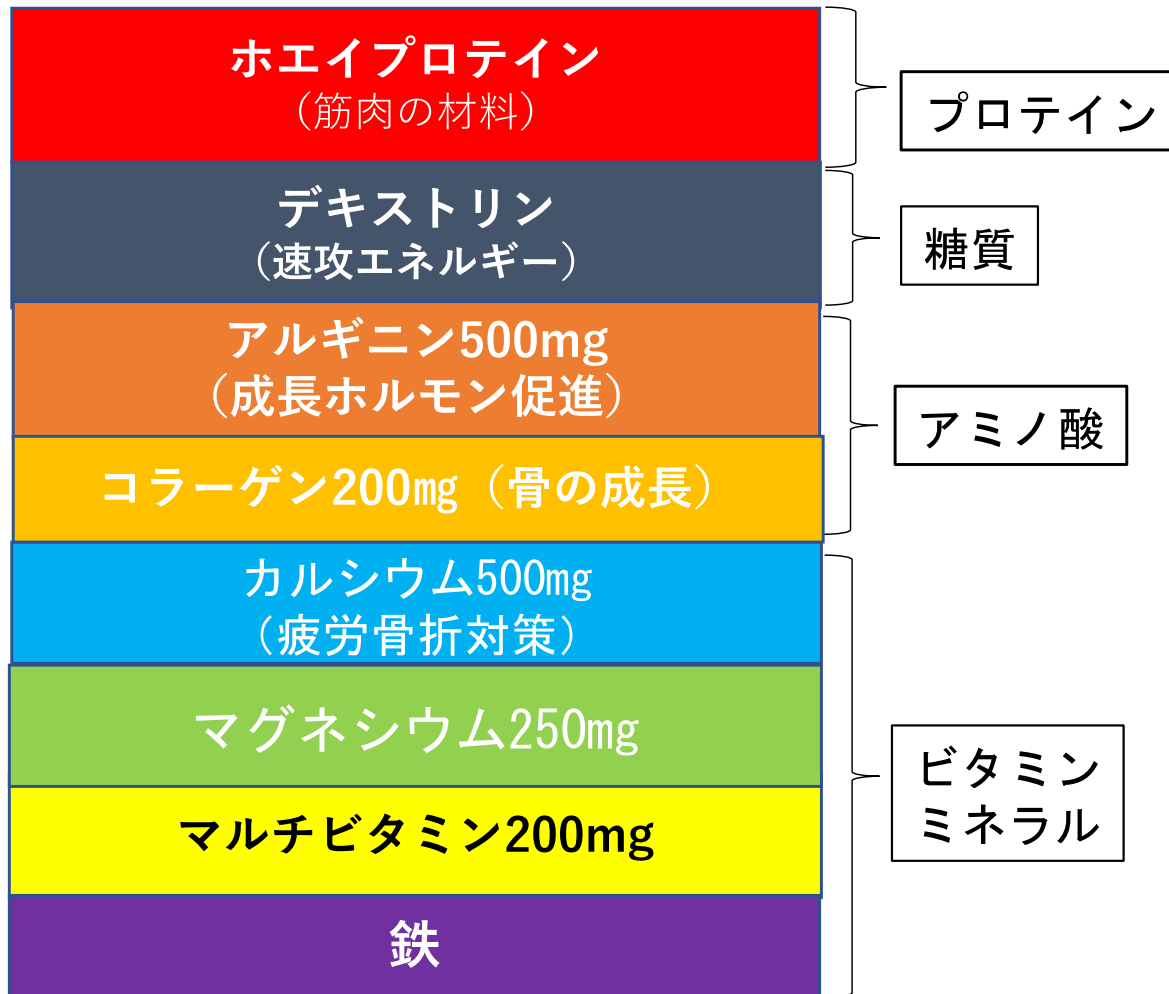 ホエイプロテイン
（筋肉の材料）
プロテイン
デキストリン
（速攻エネルギー）
糖質
アルギニン500mg
（成長ホルモン促進）
アミノ酸
コラーゲン200㎎（骨の成長）
カルシウム500㎎
（疲労骨折対策）
マグネシウム250㎎
ビタミン
ミネラル
マルチビタミン200mg
鉄